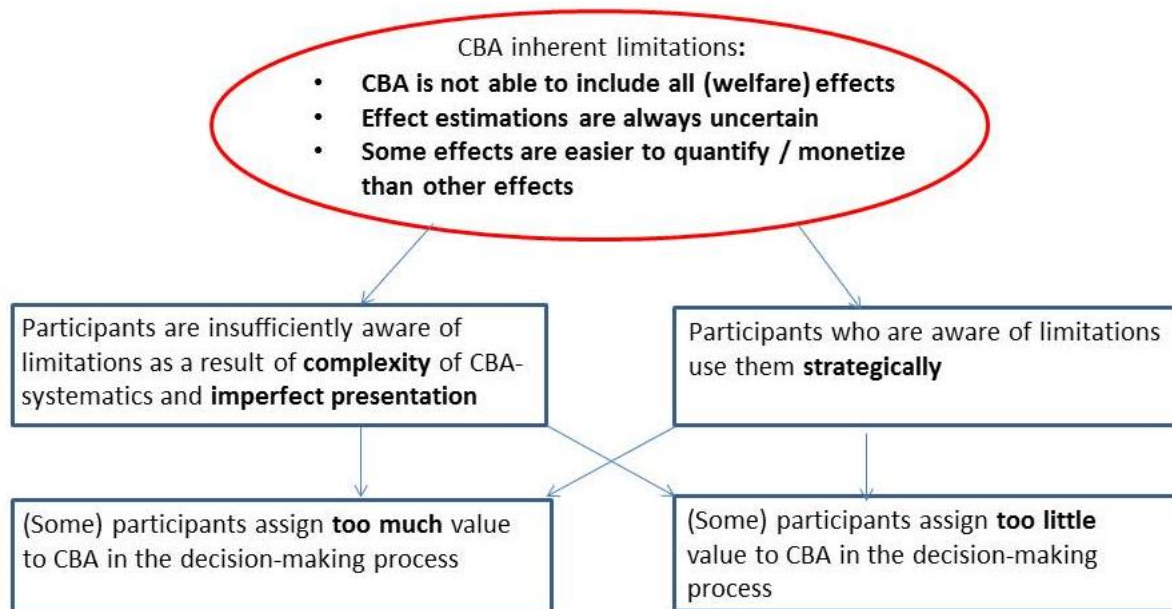 CBA inherent limitations:
• CBA is not able to include all (welfare) effects
• Effect estimations are always uncertain
• Some effects are easier to quantify / monetize
than other effects
Participants are insufficiently aware of
limitations as a result of complexity of CBA-
systematics and imperfect presentation
Participants who are aware of limitations
use them strategically
(Some) participants assign too much value
to CBA in the decision-making process
(Some) participants assign too little
value to CBA in the decision-making
process